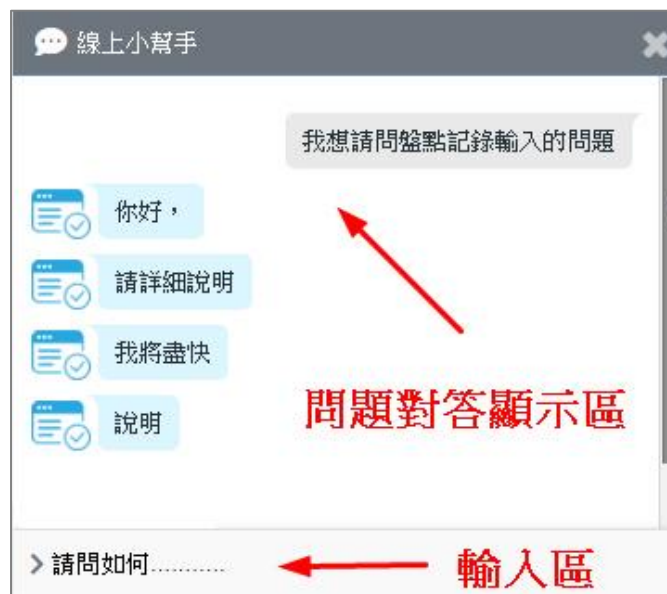 線上小幫手
我想請問盤點記錄輸入的問題
你好，
請詳細說明
我將盡快
說明
問題對答顯示區
請問如何...........
輸入區